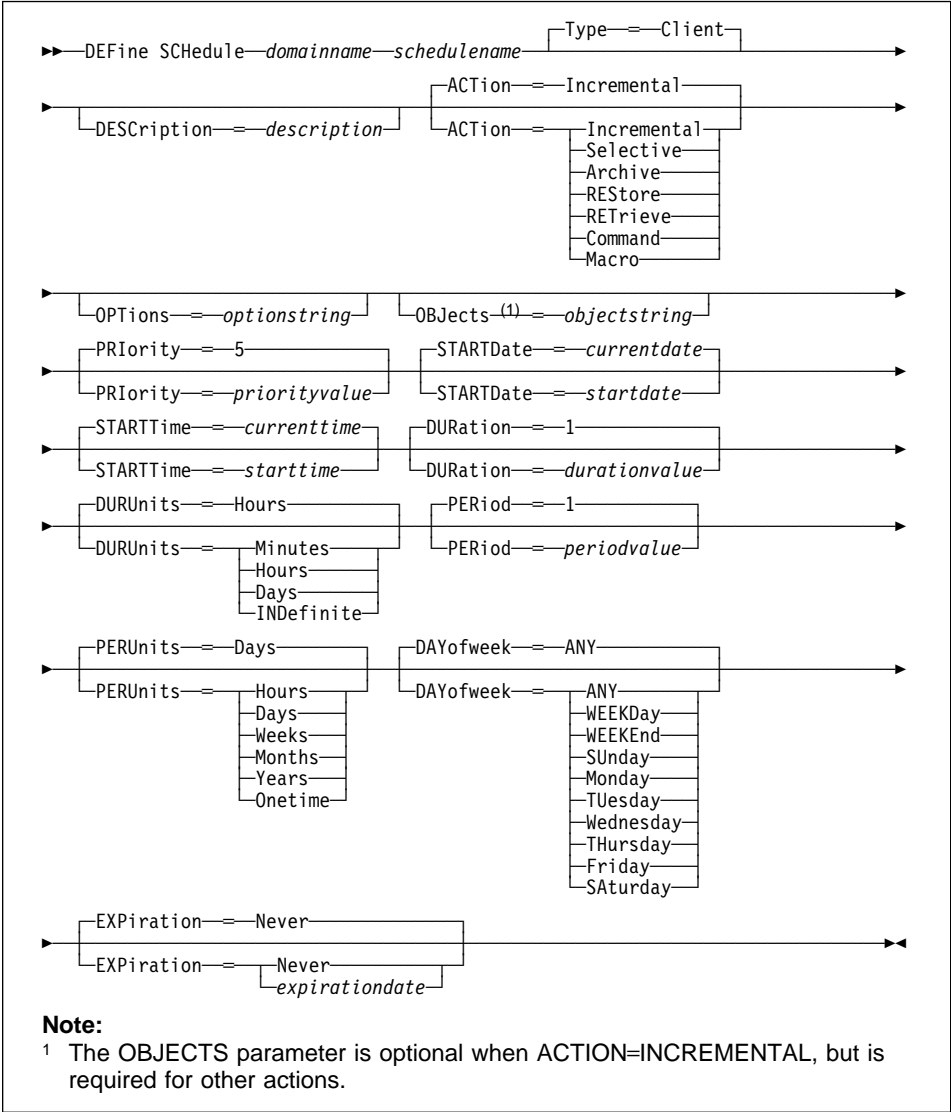 Type = Client
DEFine SCHedule domainname schedulename
ACTion = Incremental
DESCription = description
ACTion = Incremental
Selective
Archive
REStore
RETrieve
Command
Macro
OPTions = optionstring OBJects (1) = objectstring
PRIority = 5 STARTDate = currentdate
PRIority = priorityvalue STARTDate = startdate
STARTTime = currenttime DURation = 1
STARTTime = starttime DURation = durationvalue
DURUnits = Hours PERiod = 1
DURUnits = Minutes PERiod = periodvalue
Hours
Days
INDefinite
PERUnits = Days DAYofweek = ANY
PERUnits = Hours DAYofweek = ANY
Days WEEKDay
Weeks WEEKEnd
Months SUnday
Years Monday
Onetime TUesday
Wednesday
THursday
Friday
SAturday
EXPiration = Never
EXPiration = Never
expirationdate
Note:
1 The OBJECTS parameter is optional when ACTION=INCREMENTAL, but is
required for other actions.